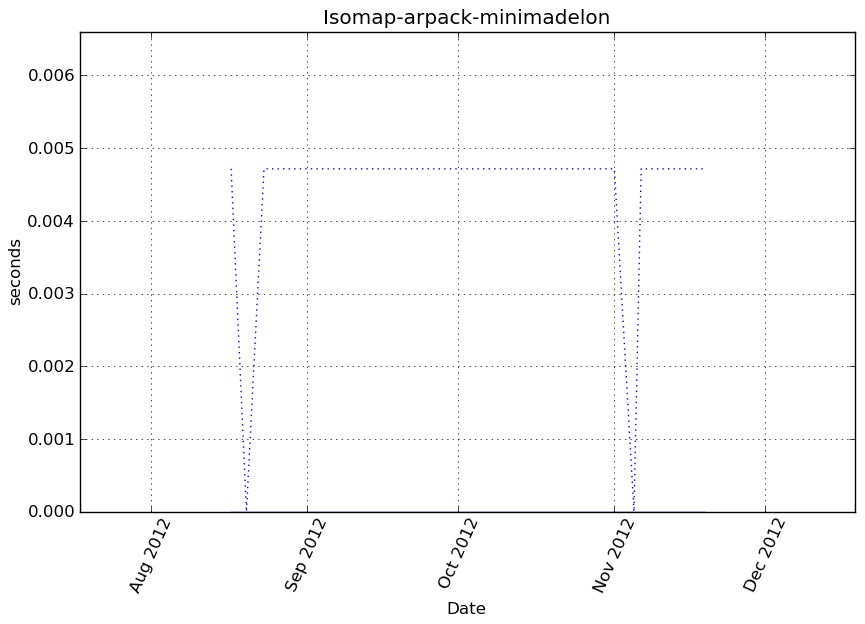 Isomap-arpack-minimadelon
0.006
0.005
0.004
0.003
0.002
0.001
0.000
seconds
Aug 2012
Sep 2012
Oct 2012
Nov 2012
Dec 2012
Date